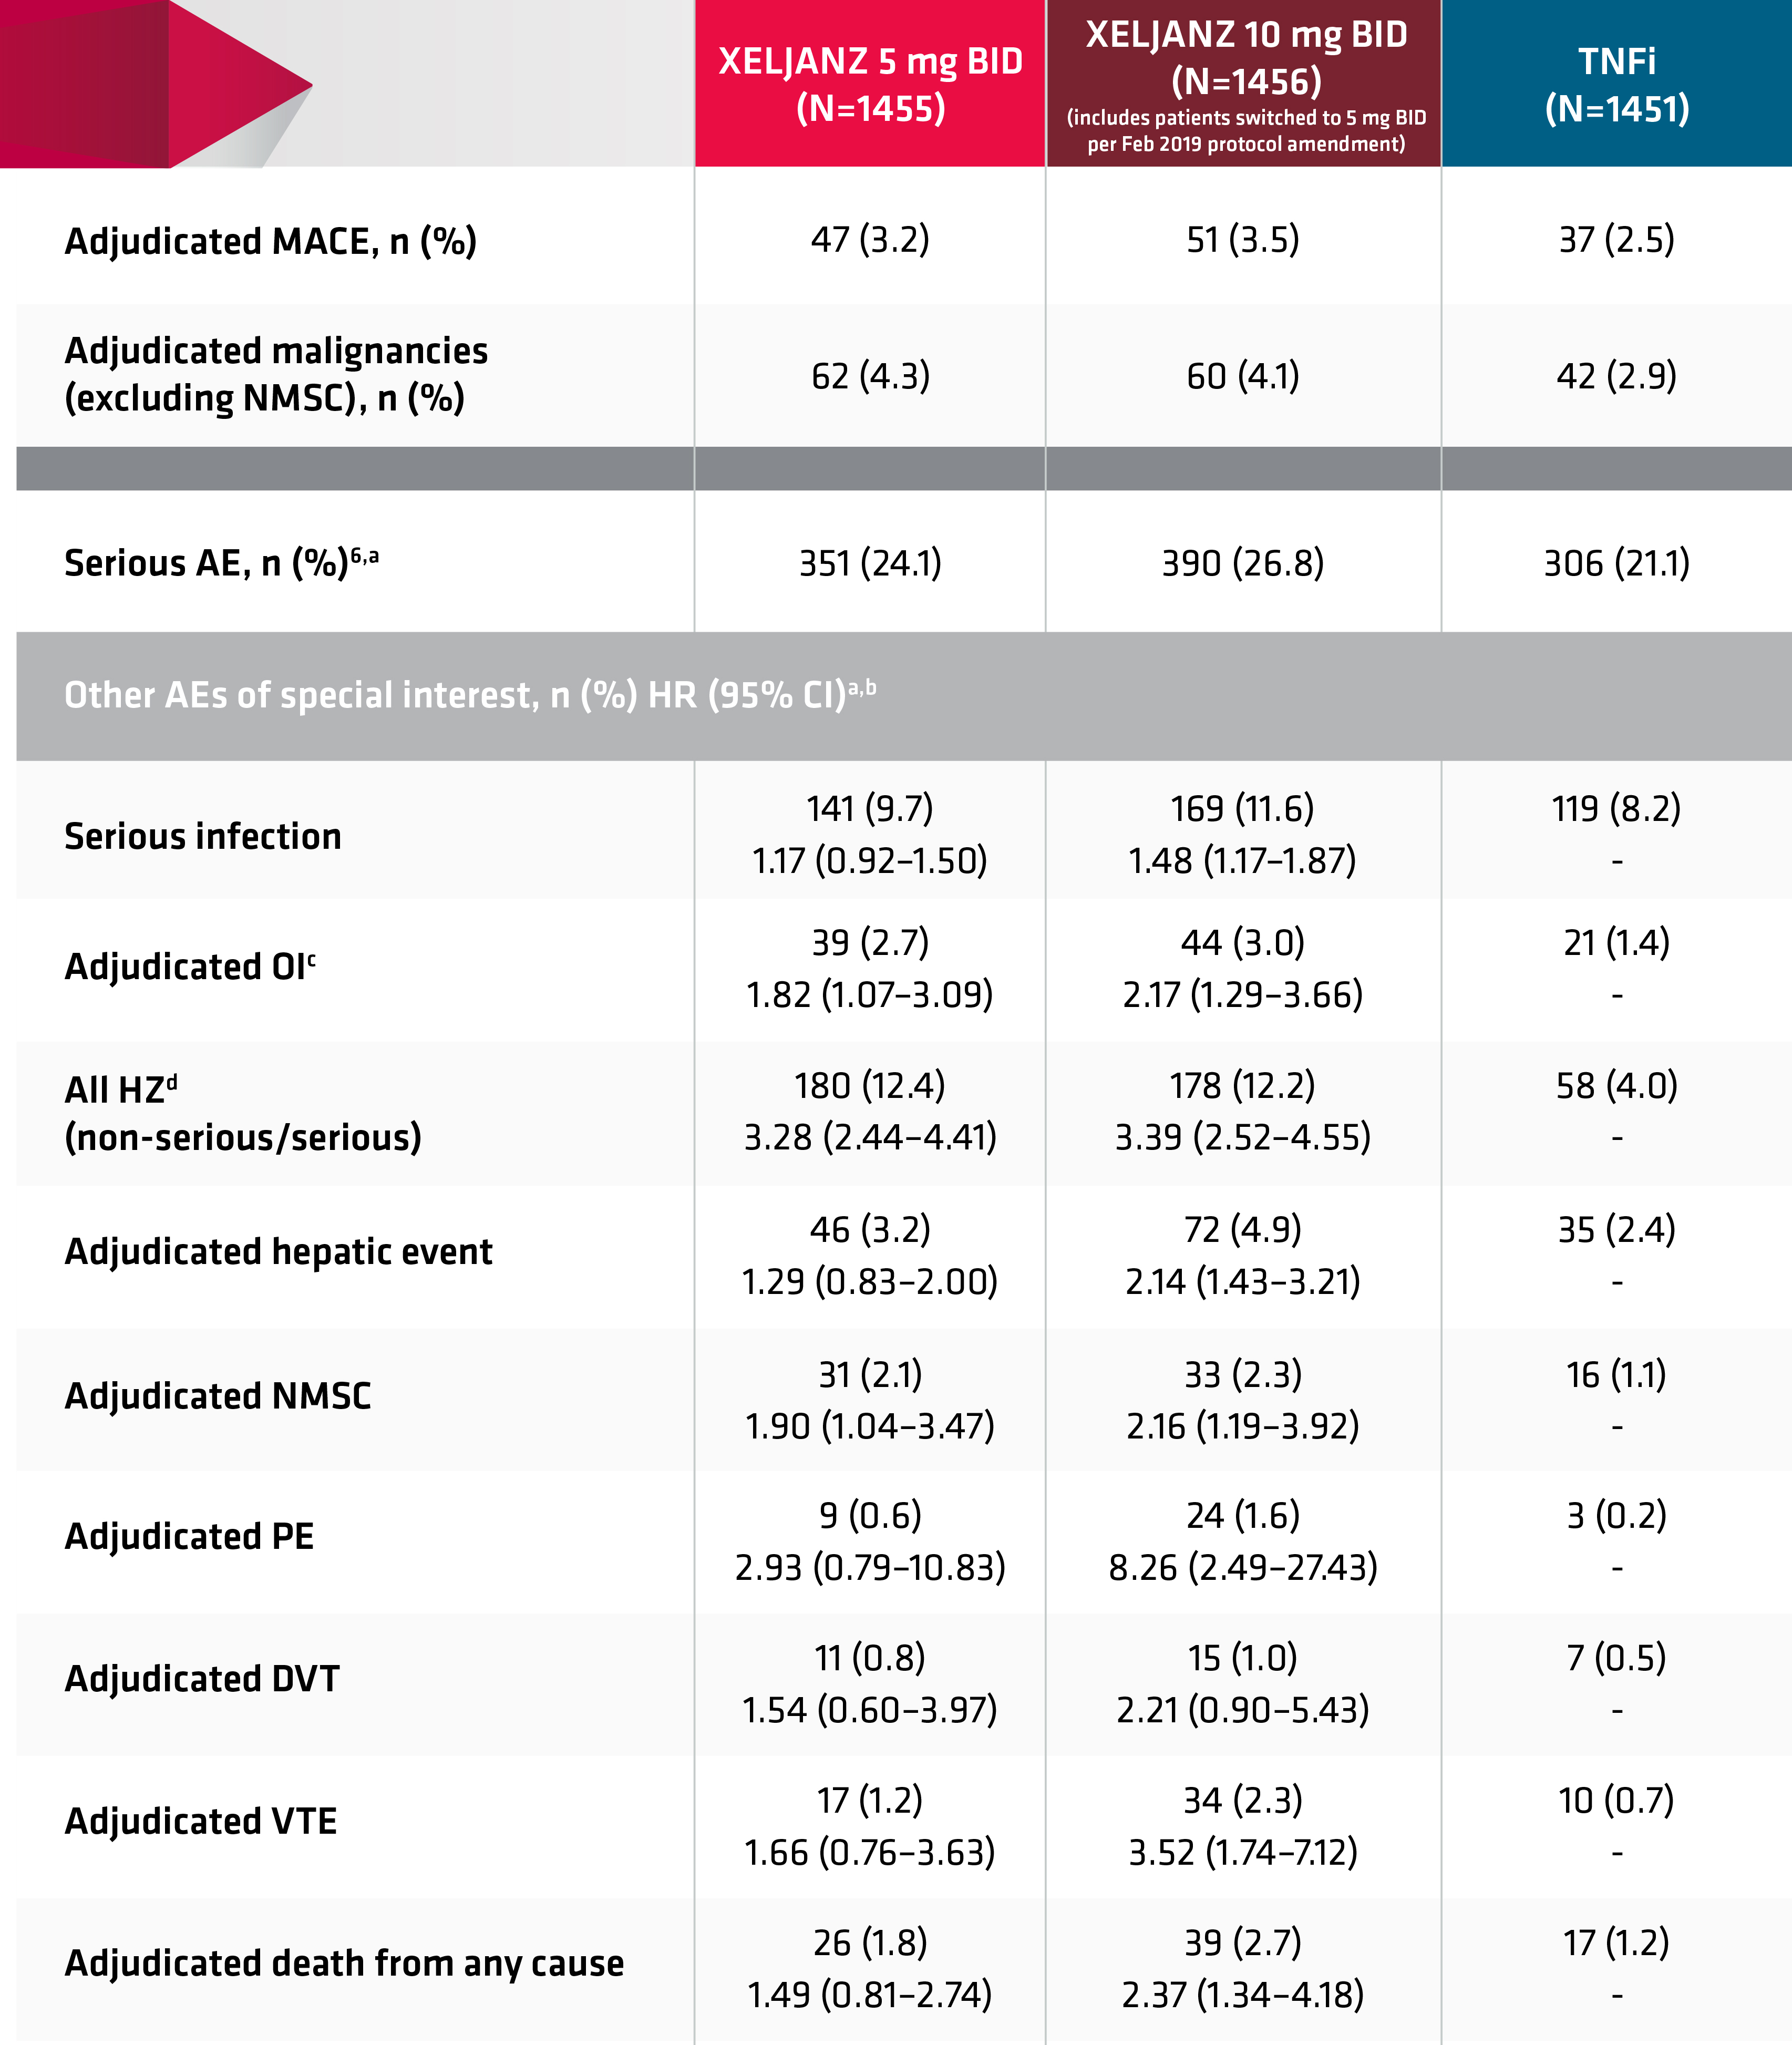 XELJANZ 5 mg BID
(N=1455)
XELJANZ 10 mg BID
(N=1456)
(includes patients switched to 5 mg BID
per Feb 2019 protocol amendment)
TNFi
(N=1451)
Adjudicated MACE, n (%)
47 (3.2)
51 (3.5)
37 (2.5)
Adjudicated malignancies
(excluding NMSC), n (%)
62 (4.3)
60 (4.1)
42 (2.9)
Serious AE, n (%)6,a
351 (24.1)
390 (26.8)
306 (21.1)
Other AEs of special interest, n (%) HR (95% CI)a,b
Serious infection
141 (9.7)
1.17 (0.92–1.50)
169 (11.6)
1.48 (1.17–1.87)
119 (8.2)
-
Adjudicated OIc
39 (2.7)
1.82 (1.07–3.09)
44 (3.0)
2.17 (1.29–3.66)
21 (1.4)
-
All HZd
(non-serious/serious)
180 (12.4)
3.28 (2.44–4.41)
178 (12.2)
3.39 (2.52–4.55)
58 (4.0)
-
Adjudicated hepatic event
46 (3.2)
1.29 (0.83–2.00)
72 (4.9)
2.14 (1.43–3.21)
35 (2.4)
-
Adjudicated NMSC
31 (2.1)
1.90 (1.04–3.47)
33 (2.3)
2.16 (1.19–3.92)
16 (1.1)
-
Adjudicated PE
9 (0.6)
2.93 (0.79–10.83)
24 (1.6)
8.26 (2.49–27.43)
3 (0.2)
-
Adjudicated DVT
11 (0.8)
1.54 (0.60–3.97)
15 (1.0)
2.21 (0.90–5.43)
7 (0.5)
-
Adjudicated VTE
17 (1.2)
1.66 (0.76–3.63)
34 (2.3)
3.52 (1.74–7.12)
10 (0.7)
-
Adjudicated death from any cause
26 (1.8)
1.49 (0.81–2.74)
39 (2.7)
2.37 (1.34–4.18)
17 (1.2)
-